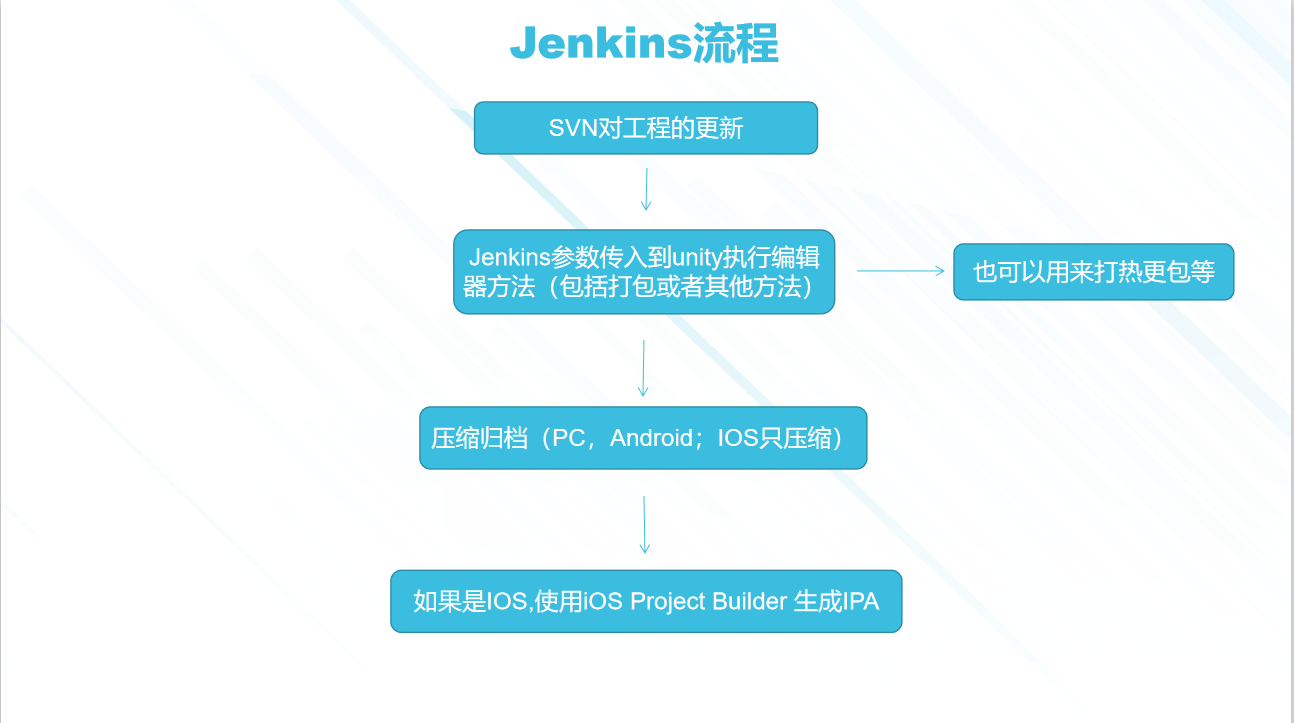 Jenkins流程
SVN对工程的更新
Jenkins参数传入到unity执行编辑
器方法（包括打包或者其他方法）
也可以用来打热更包等
压缩归档（PC，Android；IOS只压缩）
如果是IOS,使用iOS Project Builder 生成IPA